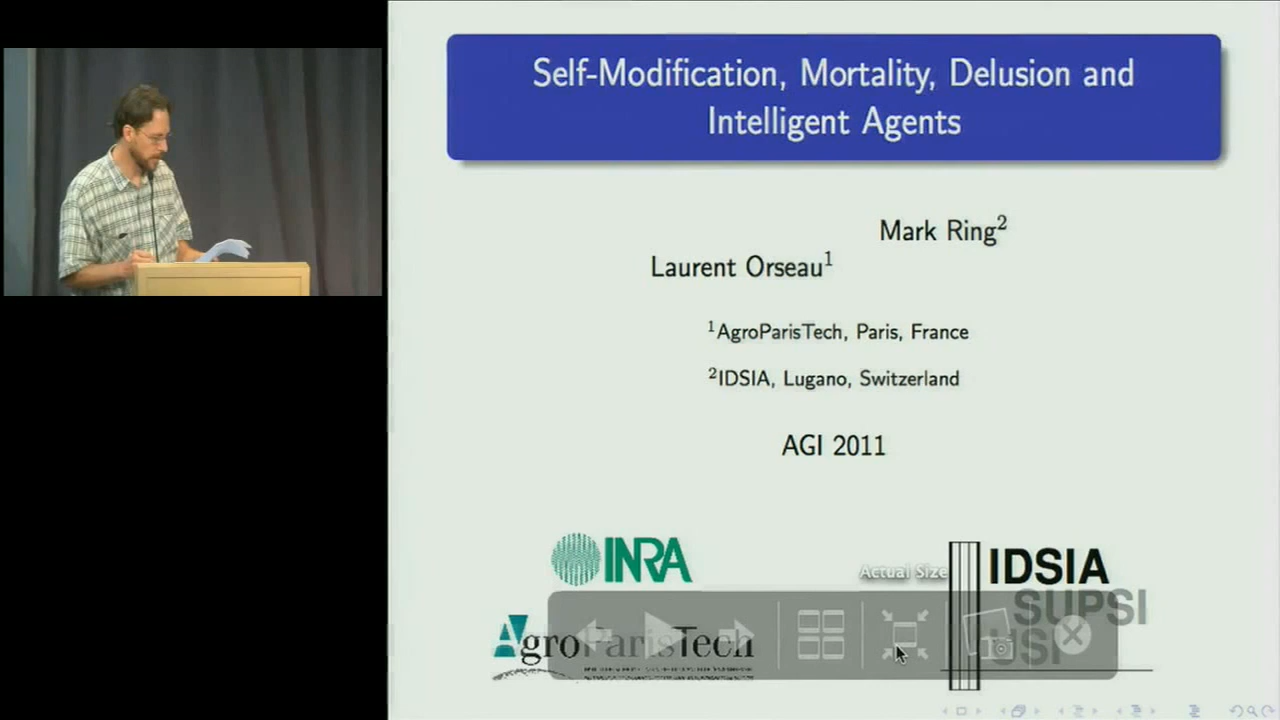 Self-Modification, Mortality, Delusion and
Intelligent Agents
Mark Ring²
Laurent Orseau¹
¹AgroParisTech, Paris, France
²IDSIA, Lugano, Switzerland
AGI 2011
INRA
Actual Size
IDSIA
SUPSI
USI
AgroParisTech